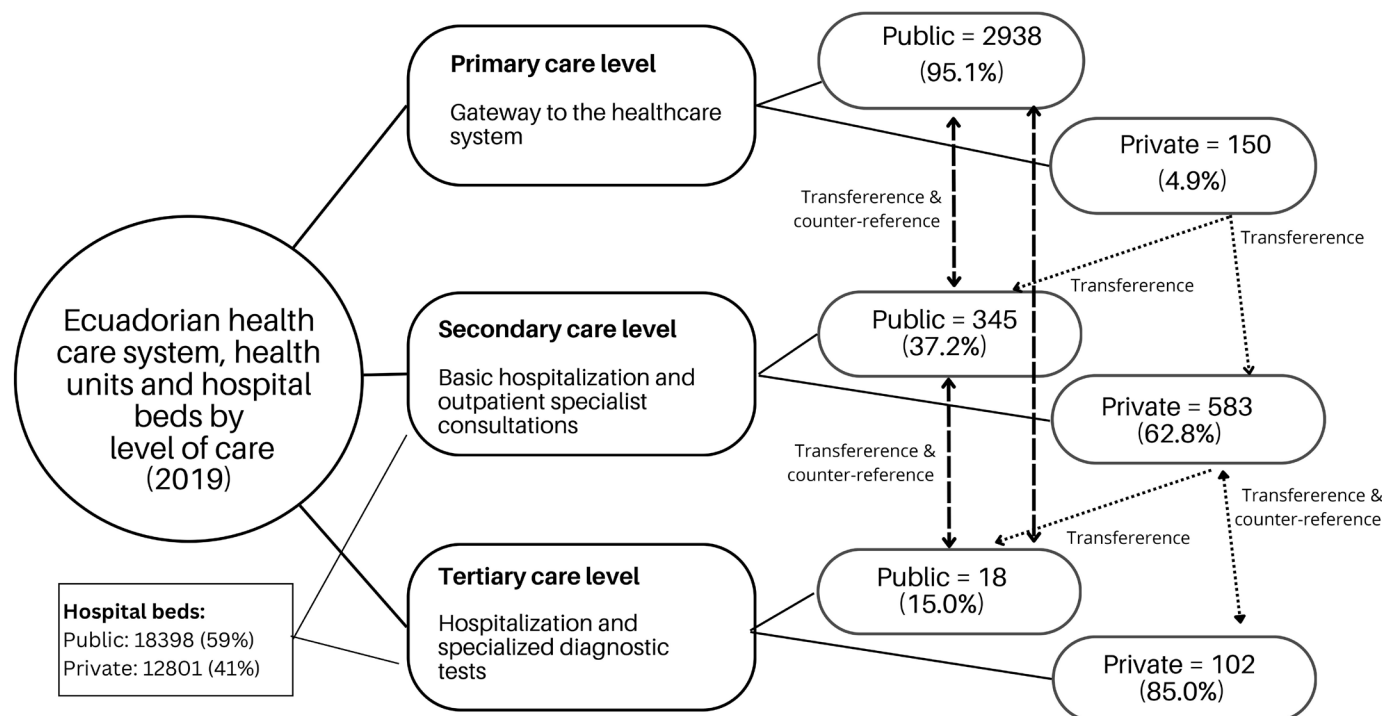 Ecuadorian health
care system, health
units and hospital
beds by
level of care
(2019)
Hospital beds:
Public: 18398 (59%)
Private: 12801 (41%)
Primary care level
Gateway to the healthcare
system
Public = 2938
(95.1%)
Private = 150
(4.9%)
Transfererence &
counter-reference
Transfererence
Transfererence
Secondary care level
Basic hospitalization and
outpatient specialist
consultations
Public = 345
(37.2%)
Private = 583
(62.8%)
Transfererence &
counter-reference
Transfererence &
counter-reference
Transfererence
Tertiary care level
Hospitalization and
specialized diagnostic
tests
Public = 18
(15.0%)
Private = 102
(85.0%)